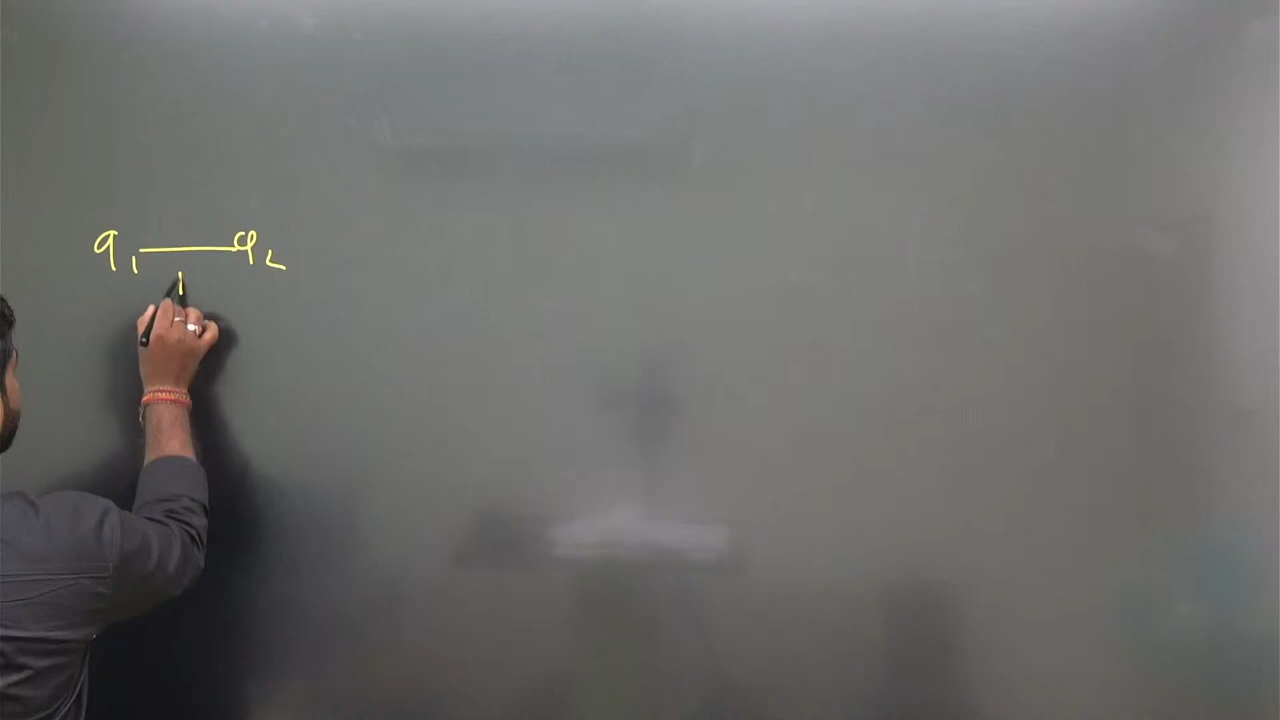 q₁ — q₂